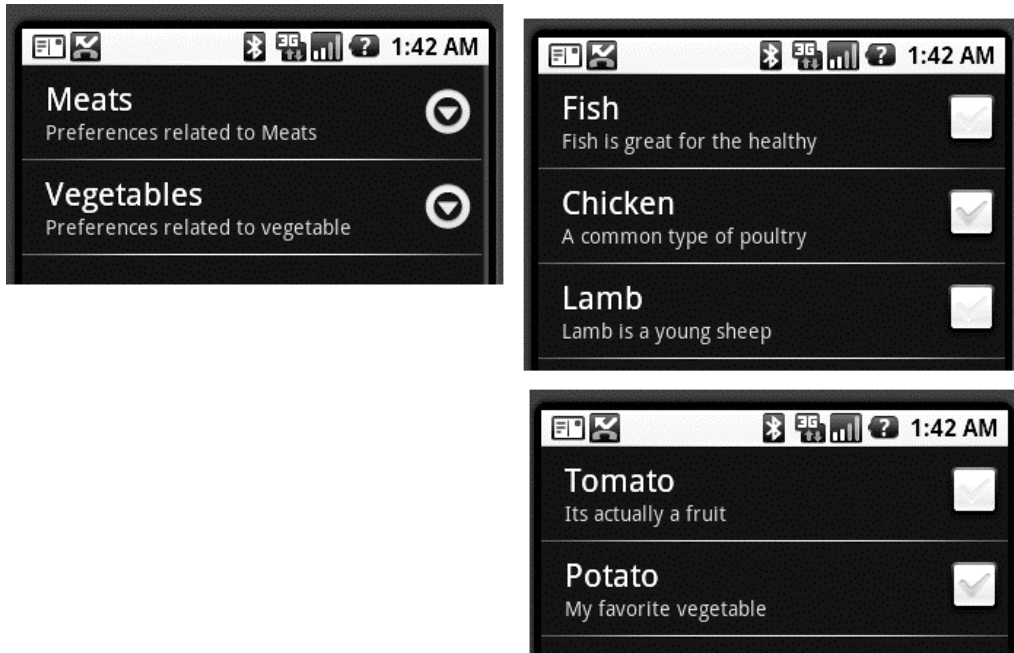 1:42 AM
Meats
Preferences related to Meats
Vegetables
Preferences related to vegetable
3G
1:42 AM
Fish
Fish is great for the healthy
Chicken
A common type of poultry
Lamb
Lamb is a young sheep
3G
1:42 AM
Tomato
Its actually a fruit
Potato
My favorite vegetable